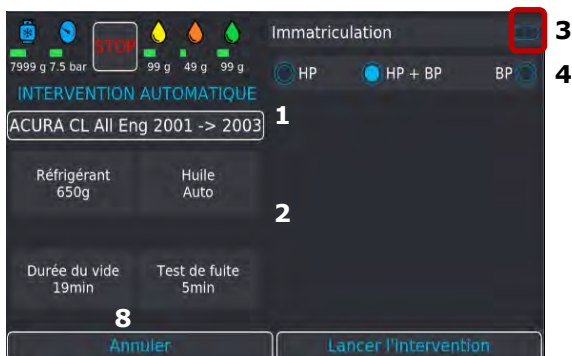 STOP
7999 g 7.5 bar 99 g 49 g 99 g
INTERVENTION AUTOMATIQUE
ACURA CL All Eng 2001 -> 2003
Réfrigérant
650g
Huile
Auto
Durée du vide
19min
Test de fuite
5min
8
Annuler
Immatriculation
3
HP HP + BP BP
4
1
2
Lancer l'intervention